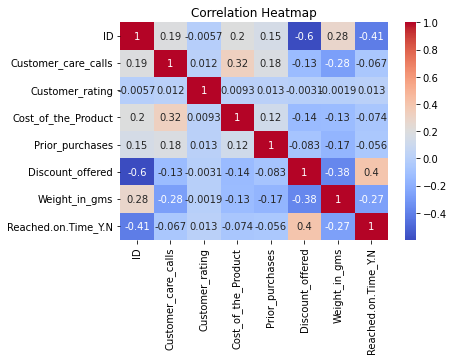 Correlation Heatmap
ID 1 0.19 -0.0057 0.2 0.15 -0.6 0.28 -0.41
Customer_care_calls 0.19 1 0.012 0.32 0.18 -0.13 -0.28 -0.067
Customer_rating -0.0057 0.012 1 0.0093 0.013 -0.0031 -0.0019 0.013
Cost_of_the_Product 0.2 0.32 0.0093 1 0.12 -0.14 -0.13 -0.074
Prior_purchases 0.15 0.18 0.013 0.12 1 -0.083 -0.17 -0.056
Discount_offered -0.6 -0.13 -0.0031 -0.14 -0.083 1 -0.38 0.4
Weight_in_gms 0.28 -0.28 -0.0019 -0.13 -0.17 -0.38 1 -0.27
Reached.on.Time_Y.N -0.41 -0.067 0.013 -0.074 -0.056 0.4 -0.27 1
ID
Customer_care_calls
Customer_rating
Cost_of_the_Product
Prior_purchases
Discount_offered
Weight_in_gms
Reached.on.Time_Y.N
1.0
0.8
0.6
0.4
0.2
0.0
−0.2
−0.4